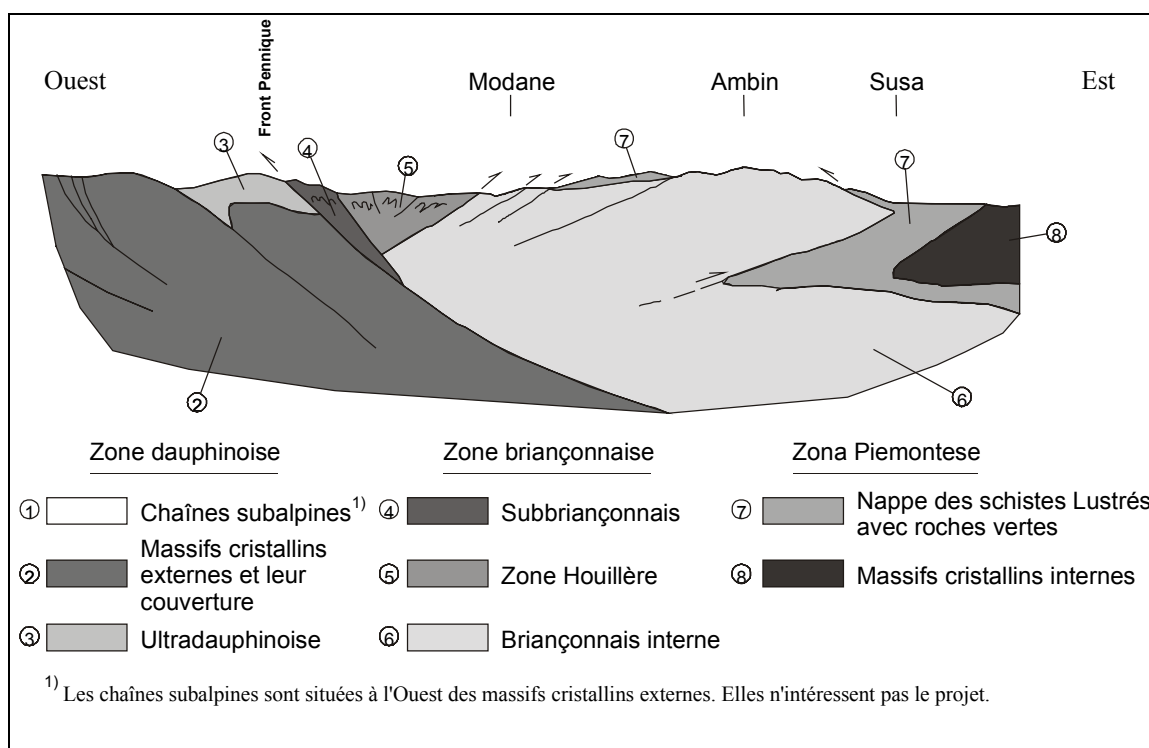 Ouest
Front Pennique
Modane
Ambin
Susa
Est
3
4
5
7
7
8
2
6
Zone dauphinoise
Zone briançonnaise
Zona Piemontese
1 Chaînes subalpines 1)
4 Subbriançonnais
7 Nappe des schistes Lustrés
avec roches vertes
2 Massifs cristallins
externes et leur
couverture
5 Zone Houillère
8 Massifs cristallins internes
3 Ultradauphinoise
6 Briançonnais interne
1) Les chaînes subalpines sont situées à l'Ouest des massifs cristallins externes. Elles n'intéressent pas le projet.